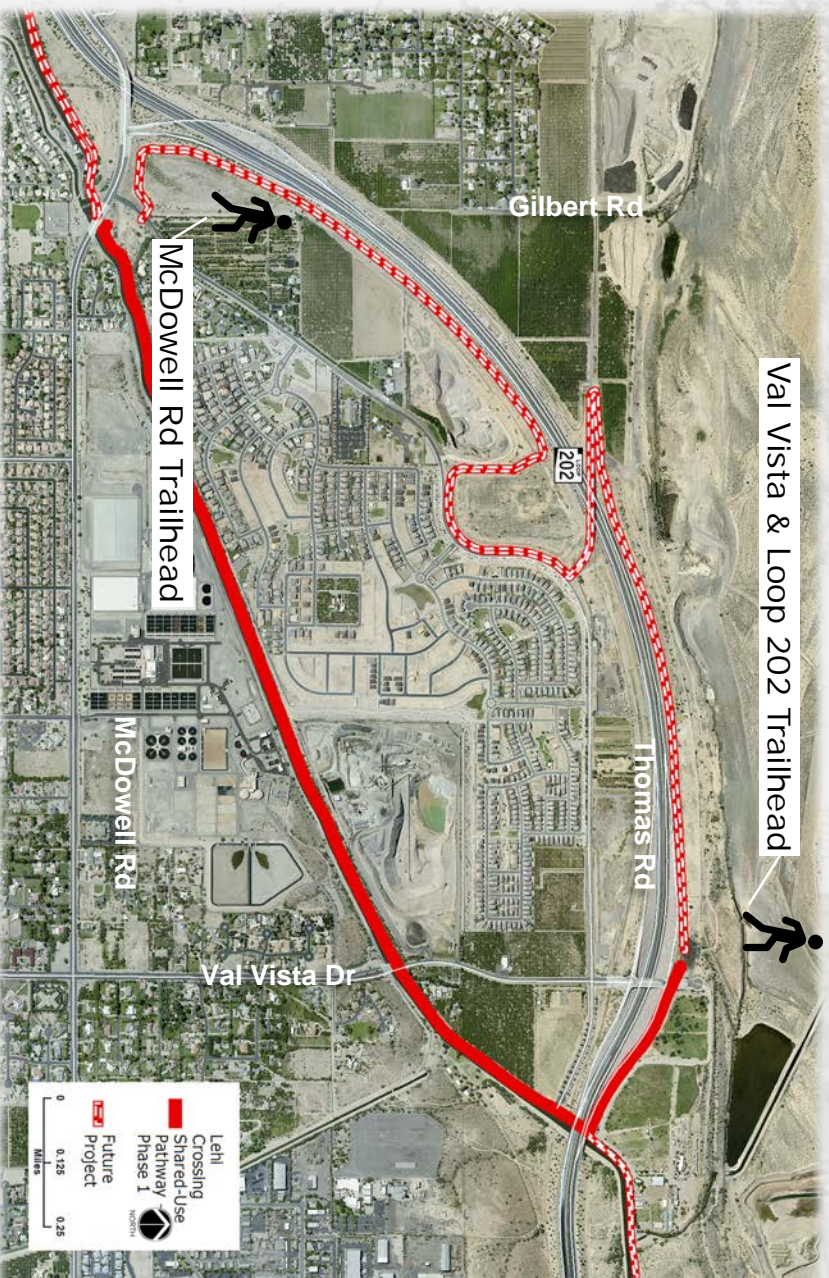 Gilbert Rd
McDowell Rd Trailhead
Val Vista & Loop 202 Trailhead
LOOP
202
Thomas Rd
McDowell Rd
Val Vista Dr
Lehi
Crossing
Shared-Use
Pathway -
Phase 1
NORTH
Future
Project
0 0.125 0.25
Miles